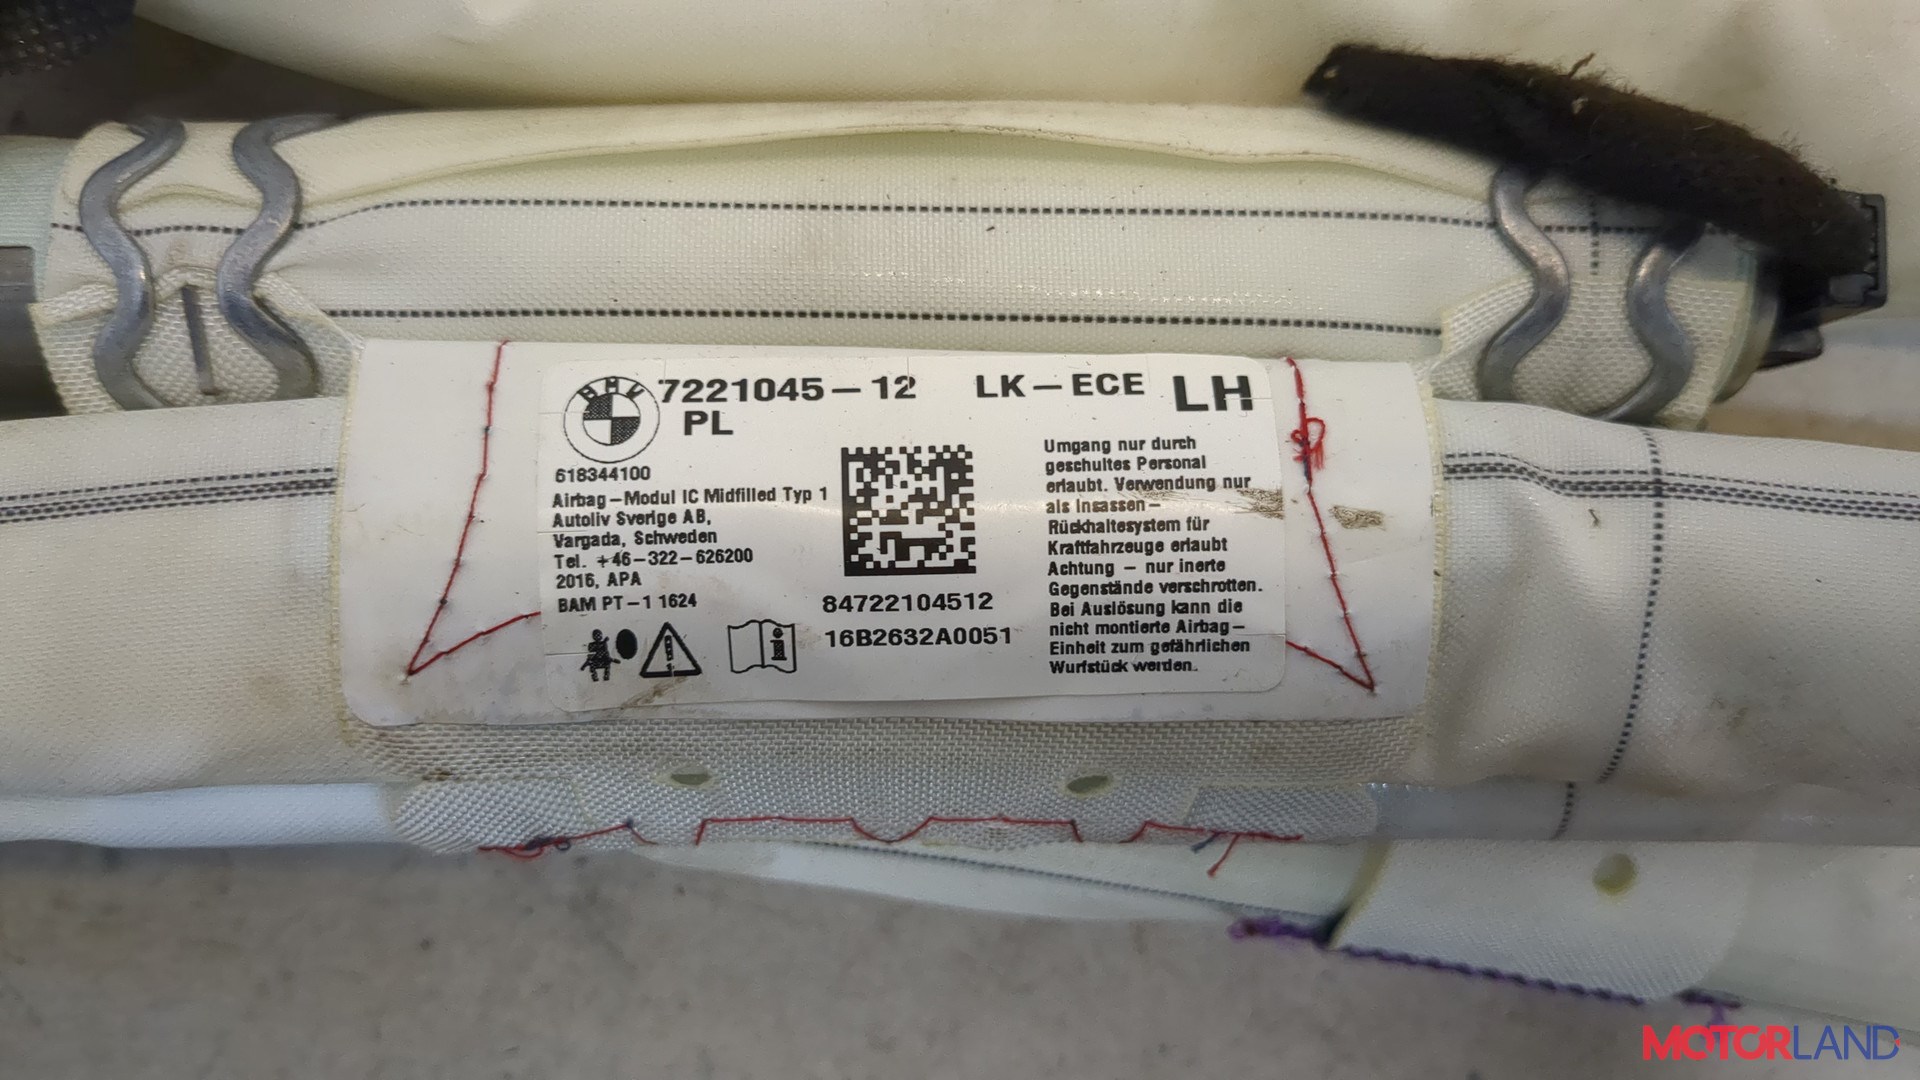 BMW
7221045-12 LK-ECE LH
PL
618344100
Airbag-Modul IC Midfilled Typ 1
Autoliv Sverige AB,
Vargada, Schweden
Tel. +46-322-626200
2016, APA
BAM PT-1 1624
84722104512
16B2632A0051
Umgang nur durch
geschultes Personal
erlaubt. Verwendung nur
als Insassen-
Rückhaltesystem für
Kraftfahrzeuge erlaubt
Achtung - nur inerte
Gegenstände verschrotten.
Bei Auslösung kann die
nicht montierte Airbag-
Einheit zum gefährlichen
Wurfstück werden.
MOTORLAND